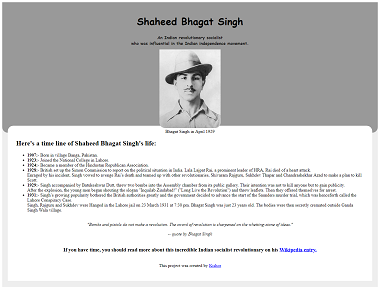 Shaheed Bhagat Singh
An Indian revolutionary socialist
who was influential in the Indian independence movement.
Bhagat Singh in April 1929
Here's a time line of Shaheed Bhagat Singh's life:
1907:- Born in village Banga, Pakistan.
1923:- Joined the National College in Lahore.
1924:- Became a member of the Hindustan Republican Association.
1928:- British set up the Simon Commission to report on the political situation in India. Lala Lajpat Rai, a prominent leader of HRA, Rai died of a heart attack.
Enraged by his incident, Singh vowed to avenge Rai's death and teamed up with other revolutionaries, Shivaram Rajguru, Sukhdev Thapar and Chandrashekhar Azad to make a plan to kill
Scott.
1929:- Singh accompanied by Batukeshwar Dutt, threw two bombs into the Assembly chamber from its public gallery. Their intention was not to kill anyone but to gain publicity.
After the explosion, the young men began shouting the slogan "Inquilab Zindabad!" ("Long Live the Revolution") and threw leaflets. Then they offered themselves for arrest.
1931:- Singh's growing popularity bothered the British authorities greatly and the government decided to advance the start of the Saunders murder trial, which was henceforth called the
Lahore Conspiracy Case.
Singh, Rajguru and Sukhdev were Hanged in the Lahore jail on 23 March 1931 at 7:30 pm. Bhagat Singh was just 23 years old. The bodies were then secretly cremated outside Ganda
Singh Wala village.
"Bombs and pistols do not make a revolution. The sword of revolution is sharpened on the whetting stone of ideas."
-- quote by Bhagat Singh
If you have time, you should read more about this incredible Indian socialist revolutionary on his Wikipedia entry.
This project was created by